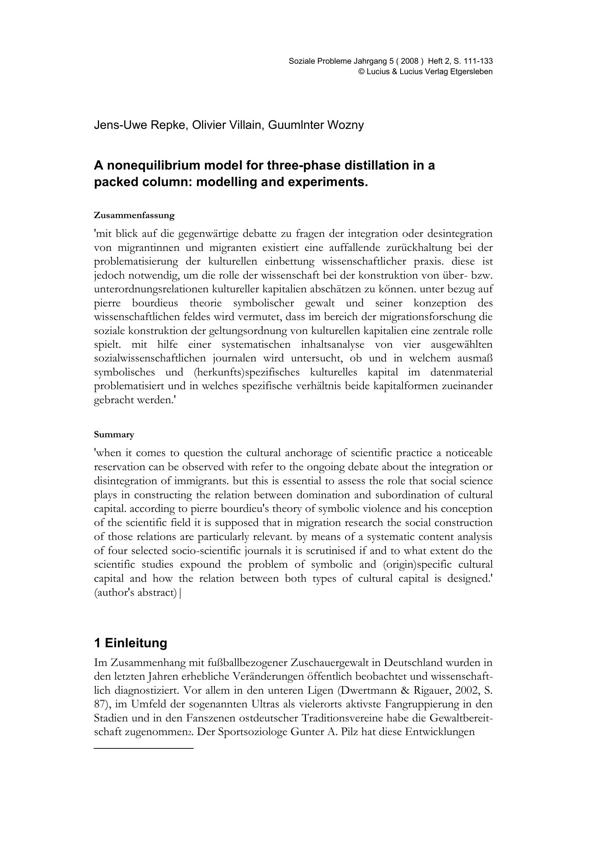 Soziale Probleme Jahrgang 5 ( 2008 ) Heft 2, S. 111-133
© Lucius & Lucius Verlag Etgersleben
Jens-Uwe Repke, Olivier Villain, Guumlnter Wozny
A nonequilibrium model for three-phase distillation in a
packed column: modelling and experiments.
Zusammenfassung
'mit blick auf die gegenwärtige debatte zu fragen der integration oder desintegration
von migrantinnen und migranten existiert eine auffallende zurückhaltung bei der
problematisierung der kulturellen einbettung wissenschaftlicher praxis. diese ist
jedoch notwendig, um die rolle der wissenschaft bei der konstruktion von über- bzw.
unterordnungsrelationen kultureller kapitalien abschätzen zu können. unter bezug auf
pierre bourdieus theorie symbolischer gewalt und seiner konzeption des
wissenschaftlichen feldes wird vermutet, dass im bereich der migrationsforschung die
soziale konstruktion der geltungsordnung von kulturellen kapitalien eine zentrale rolle
spielt. mit hilfe einer systematischen inhaltsanalyse von vier ausgewählten
sozialwissenschaftlichen journalen wird untersucht, ob und in welchem ausmaß
symbolisches und (herkunfts)spezifisches kulturelles kapital im datenmaterial
problematisiert und in welches spezifische verhältnis beide kapitalformen zueinander
gebracht werden.'
Summary
'when it comes to question the cultural anchorage of scientific practice a noticeable
reservation can be observed with refer to the ongoing debate about the integration or
disintegration of immigrants. but this is essential to assess the role that social science
plays in constructing the relation between domination and subordination of cultural
capital. according to pierre bourdieu's theory of symbolic violence and his conception
of the scientific field it is supposed that in migration research the social construction
of those relations are particularly relevant. by means of a systematic content analysis
of four selected socio-scientific journals it is scrutinised if and to what extent do the
scientific studies expound the problem of symbolic and (origin)specific cultural
capital and how the relation between both types of cultural capital is designed.'
(author's abstract)|
1 Einleitung
Im Zusammenhang mit fußballbezogener Zuschauergewalt in Deutschland wurden in
den letzten Jahren erhebliche Veränderungen öffentlich beobachtet und wissenschaft-
lich diagnostiziert. Vor allem in den unteren Ligen (Dwertmann & Rigauer, 2002, S.
87), im Umfeld der sogenannten Ultras als vielerorts aktivste Fangruppierung in den
Stadien und in den Fanszenen ostdeutscher Traditionsvereine habe die Gewaltbereit-
schaft zugenommen2. Der Sportsoziologe Gunter A. Pilz hat diese Entwicklungen